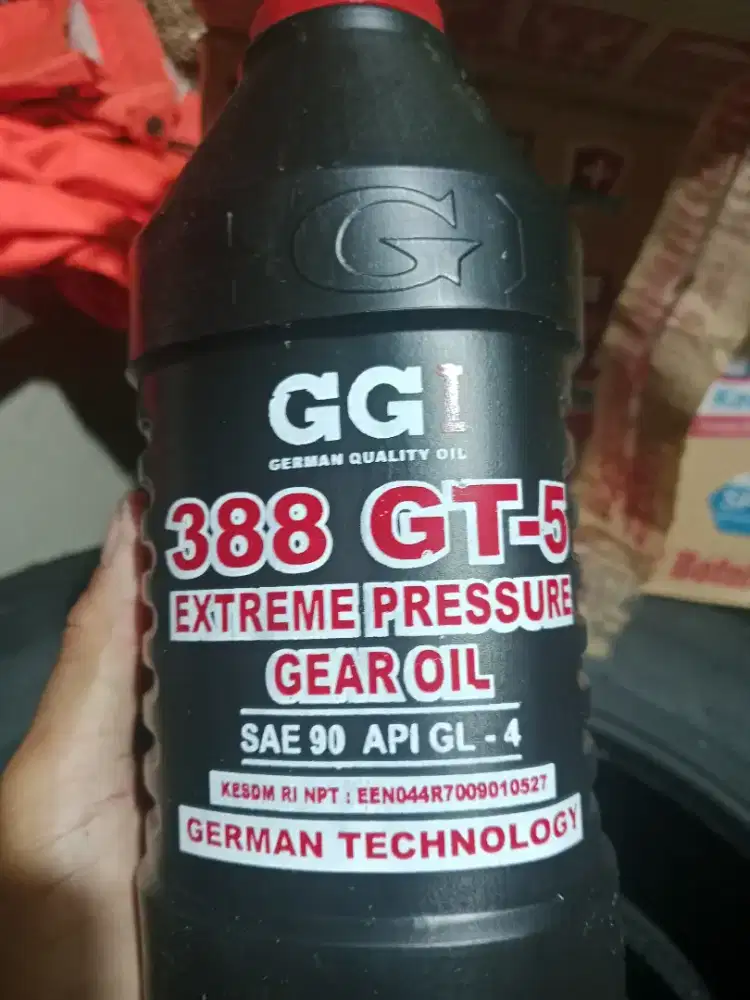 G
GGI
GERMAN QUALITY OIL
388 GT-5
EXTREME PRESSURE
GEAR OIL
SAE 90 API GL - 4
KESDM RI NPT : EEN044R7009010527
GERMAN TECHNOLOGY